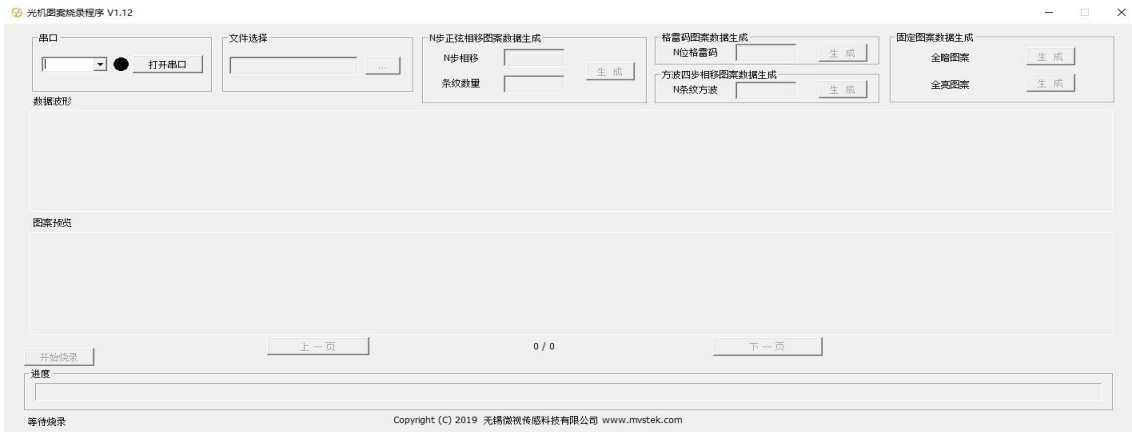 光机图案烧录程序 V1.12
串口
打开串口
文件选择
...
N步正弦相移图案数据生成
N步相移
条纹数量
生 成
格雷码图案数据生成
N位格雷码
生 成
方波四步相移图案数据生成
N条纹方波
生 成
固定图案数据生成
全暗图案
生 成
全亮图案
生 成
数据波形
图案预览
开始烧录
上一页
0 / 0
下一页
进度
等待烧录
Copyright (C) 2019 无锡微视传感科技有限公司 www.mvstek.com